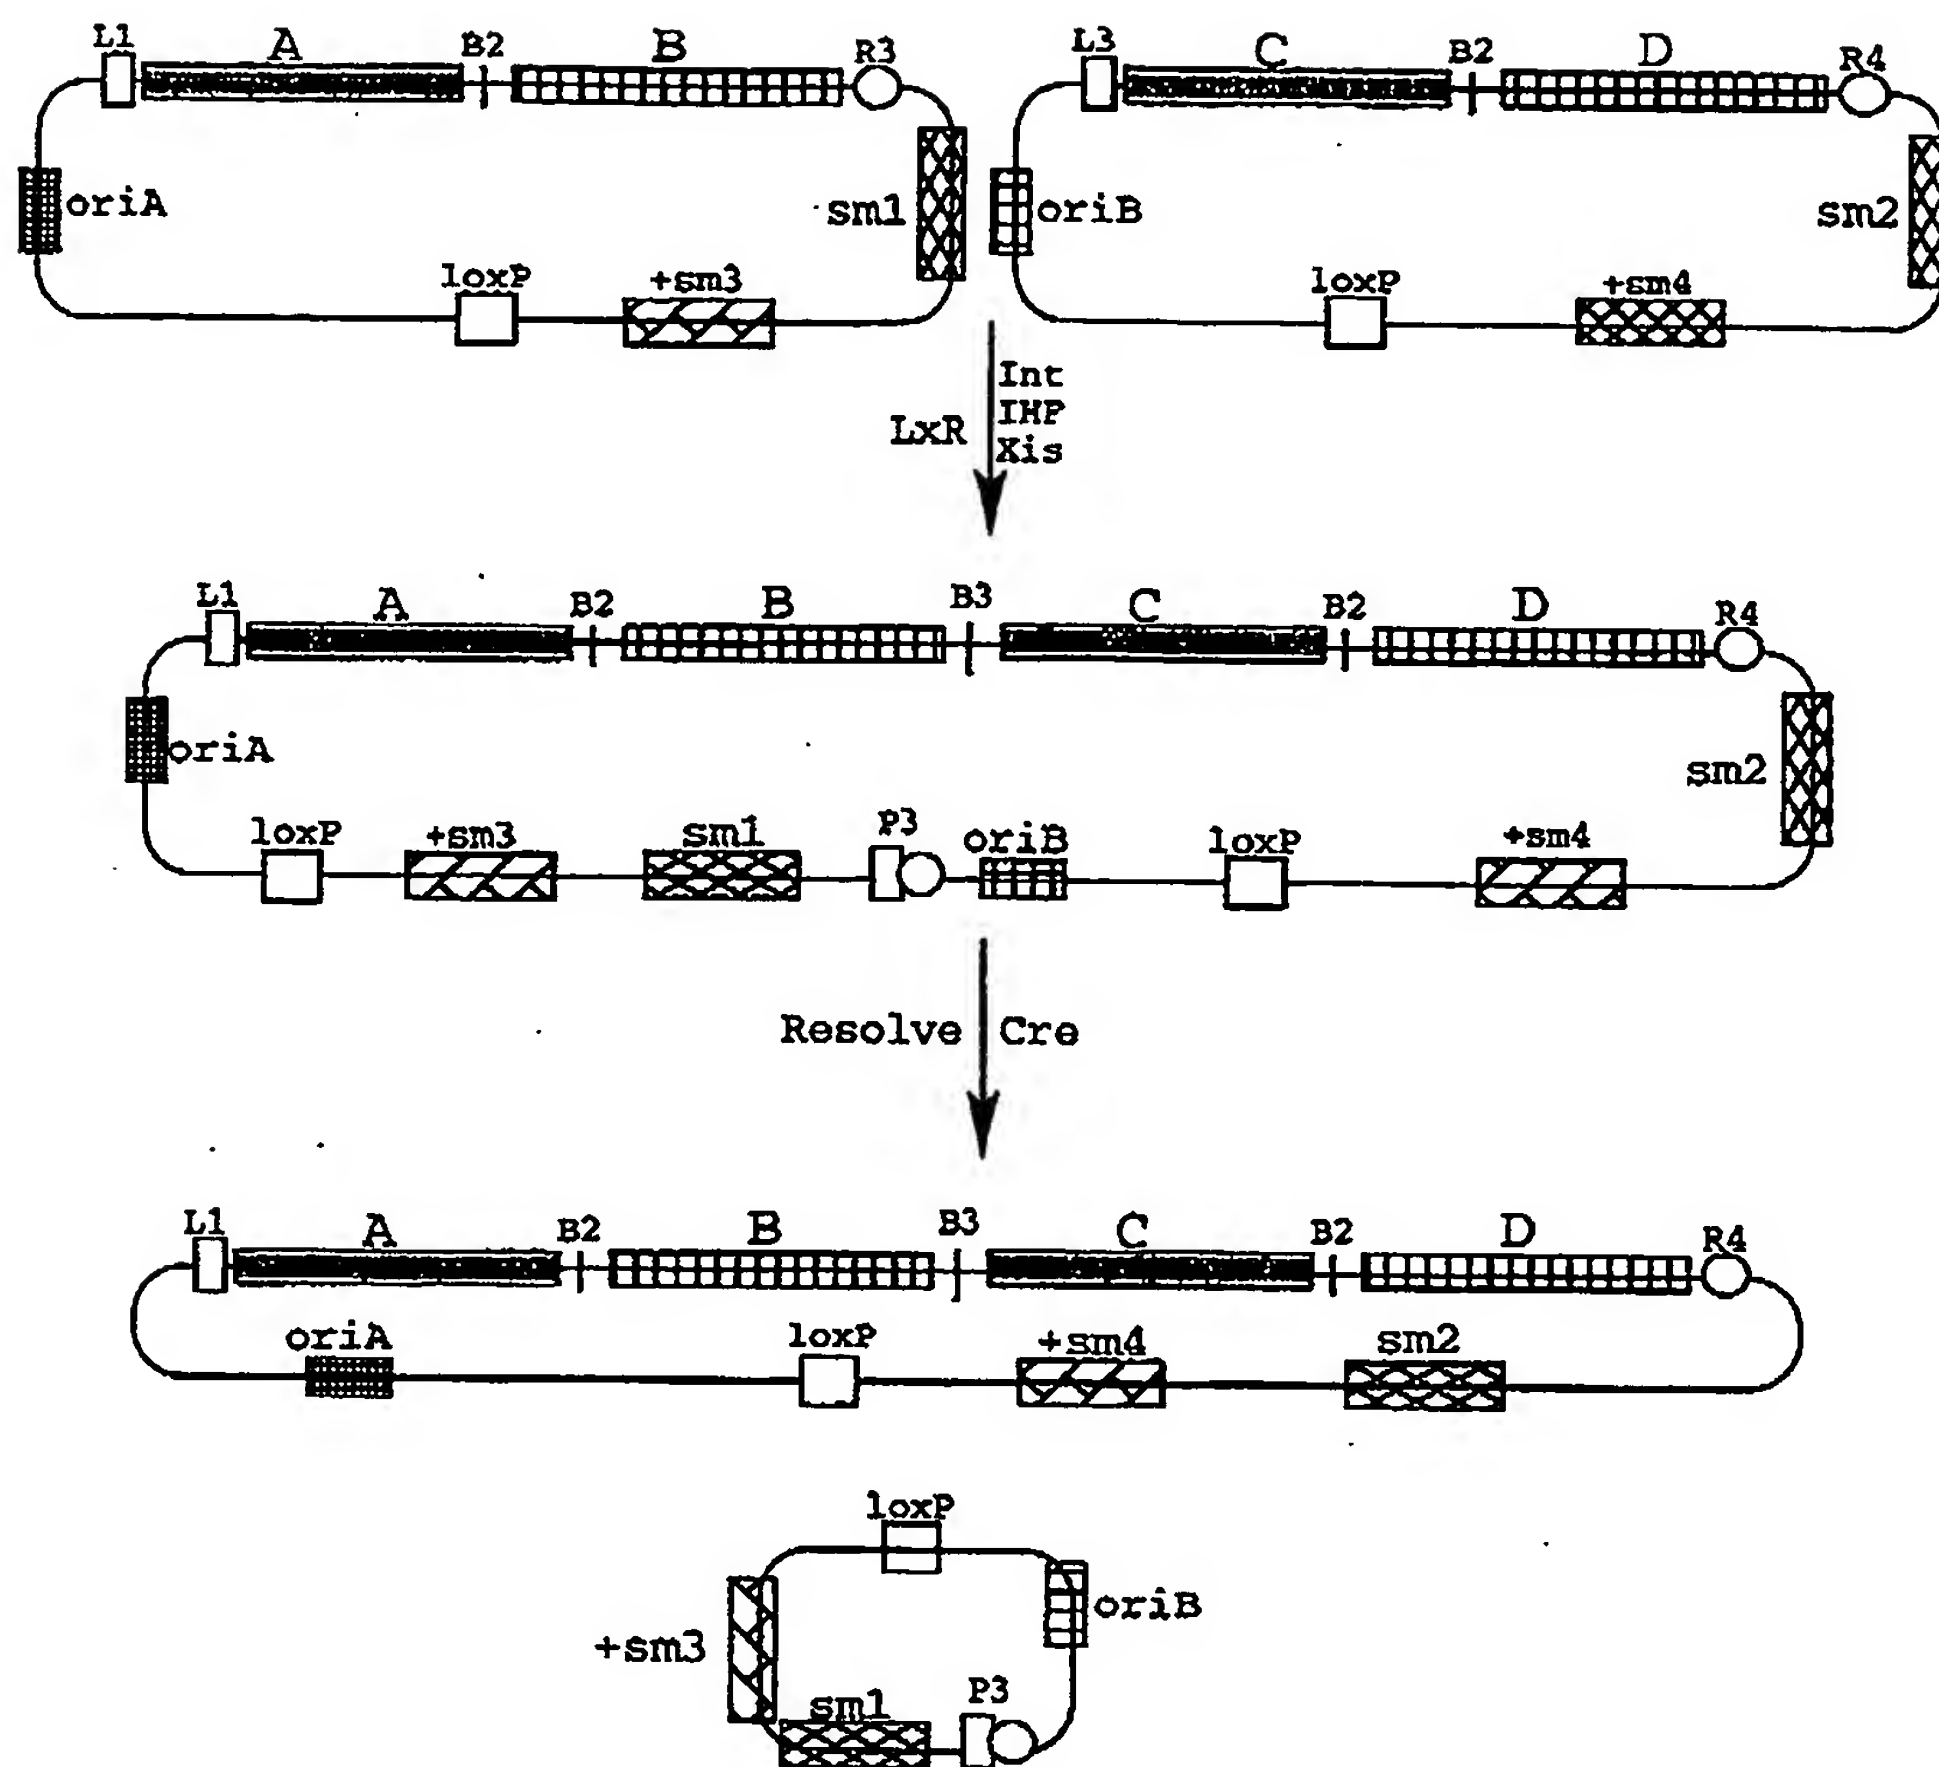 L1 A B2 B R3 L3 C B2 D R4
oriA sm1 oriB sm2
loxP +sm3 loxP +sm4
Int
LxR IHF
Xis
L1 A B2 B B3 C B2 D R4
oriA sm2
loxP +sm3 sm1 P3 oriB loxP +sm4
Resolve Cre
L1 A B2 B B3 C B2 D R4
oriA loxP +sm4 sm2
loxP
oriB
+sm3
sm1 P3